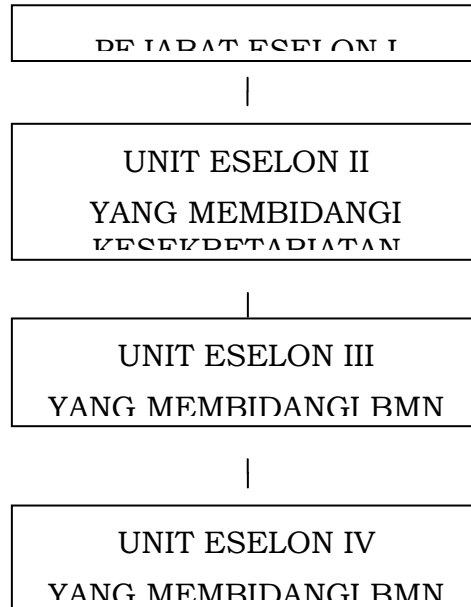 PEJABAT ESELON I
UNIT ESELON II
YANG MEMBIDANGI
KESEKRETARIATAN
UNIT ESELON III
YANG MEMBIDANGI BMN
UNIT ESELON IV
YANG MEMBIDANGI BMN